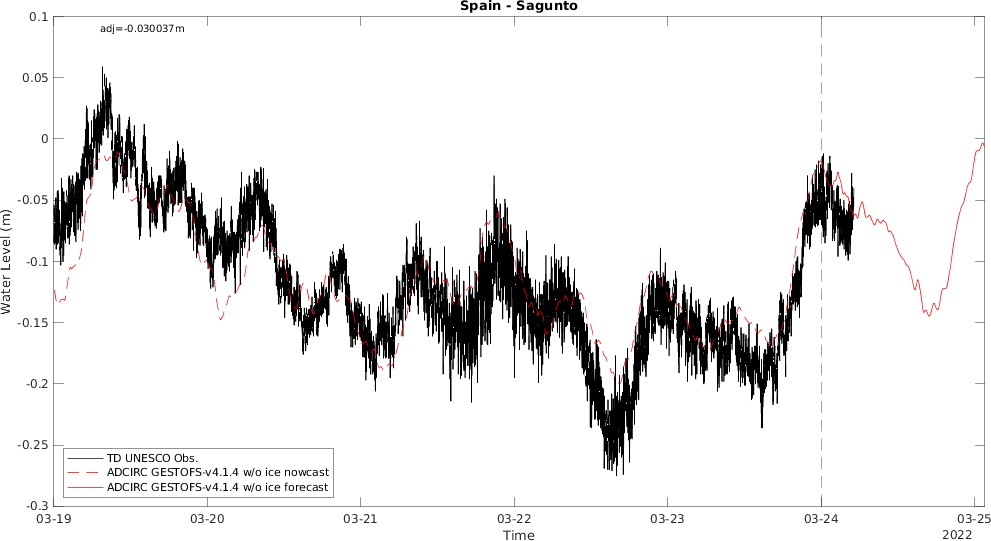 Spain - Sagunto
adj=-0.030037m
0.1
0.05
0
-0.05
-0.1
-0.15
-0.2
-0.25
-0.3
Water Level (m)
TD UNESCO Obs.
ADCIRC GESTOFS-v4.1.4 w/o ice nowcast
ADCIRC GESTOFS-v4.1.4 w/o ice forecast
03-19 03-20 03-21 03-22 03-23 03-24 03-25
Time
2022